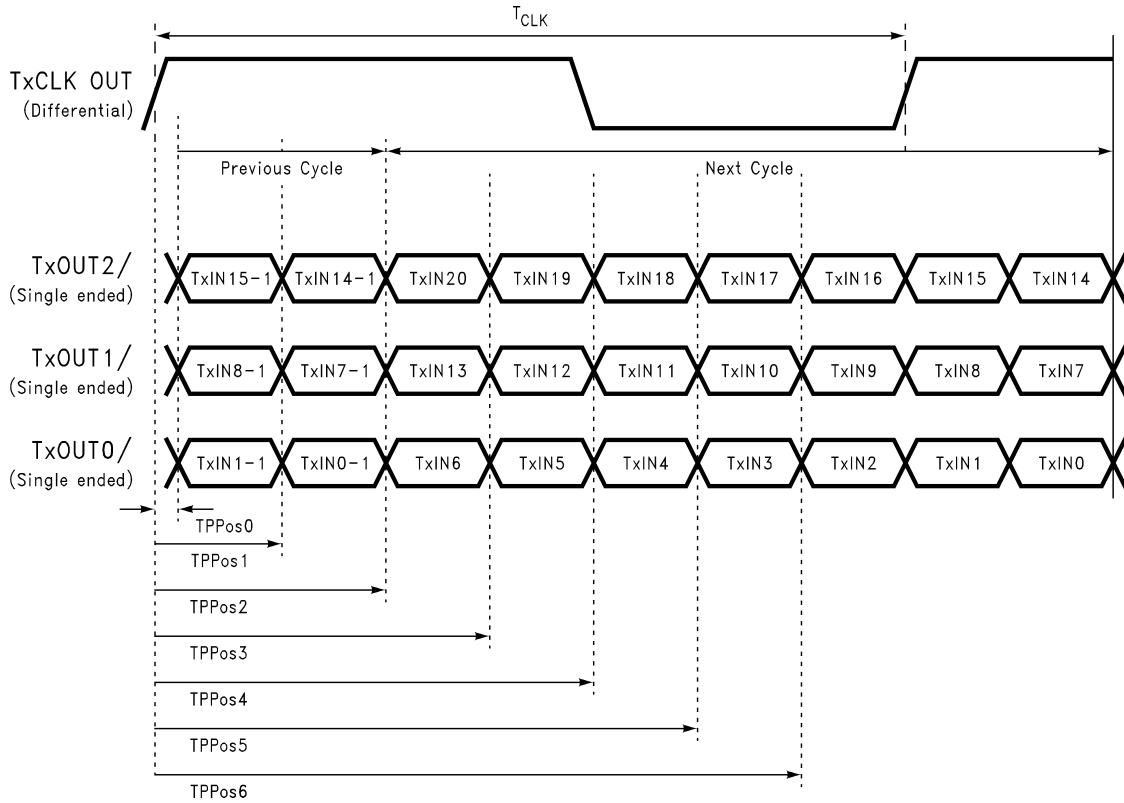 TCLK
TxCLK OUT
(Differential)
Previous Cycle
Next Cycle
TxOUT2/
(Single ended)
TxIN15-1 TxIN14-1 TxIN20 TxIN19 TxIN18 TxIN17 TxIN16 TxIN15 TxIN14
TxOUT1/
(Single ended)
TxIN8-1 TxIN7-1 TxIN13 TxIN12 TxIN11 TxIN10 TxIN9 TxIN8 TxIN7
TxOUT0/
(Single ended)
TxIN1-1 TxIN0-1 TxIN6 TxIN5 TxIN4 TxIN3 TxIN2 TxIN1 TxIN0
TPPos0
TPPos1
TPPos2
TPPos3
TPPos4
TPPos5
TPPos6